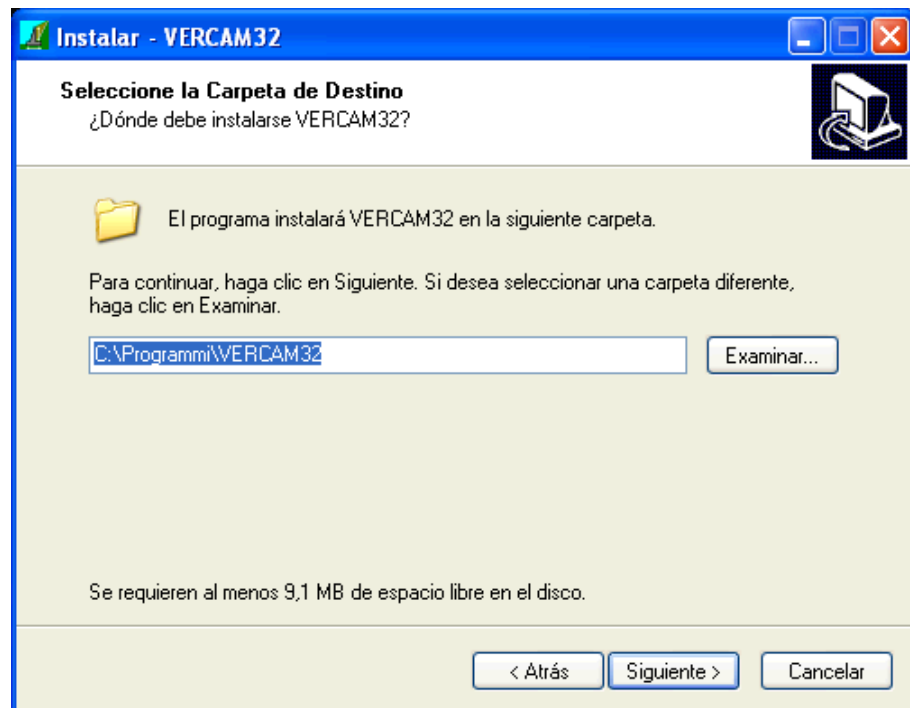 Instalar - VERCAM32
Seleccione la Carpeta de Destino
¿Dónde debe instalarse VERCAM32?
El programa instalará VERCAM32 en la siguiente carpeta.
Para continuar, haga clic en Siguiente. Si desea seleccionar una carpeta diferente,
haga clic en Examinar.
C:\Programmi\VERCAM32
Examinar...
Se requieren al menos 9,1 MB de espacio libre en el disco.
< Atrás
Siguiente >
Cancelar